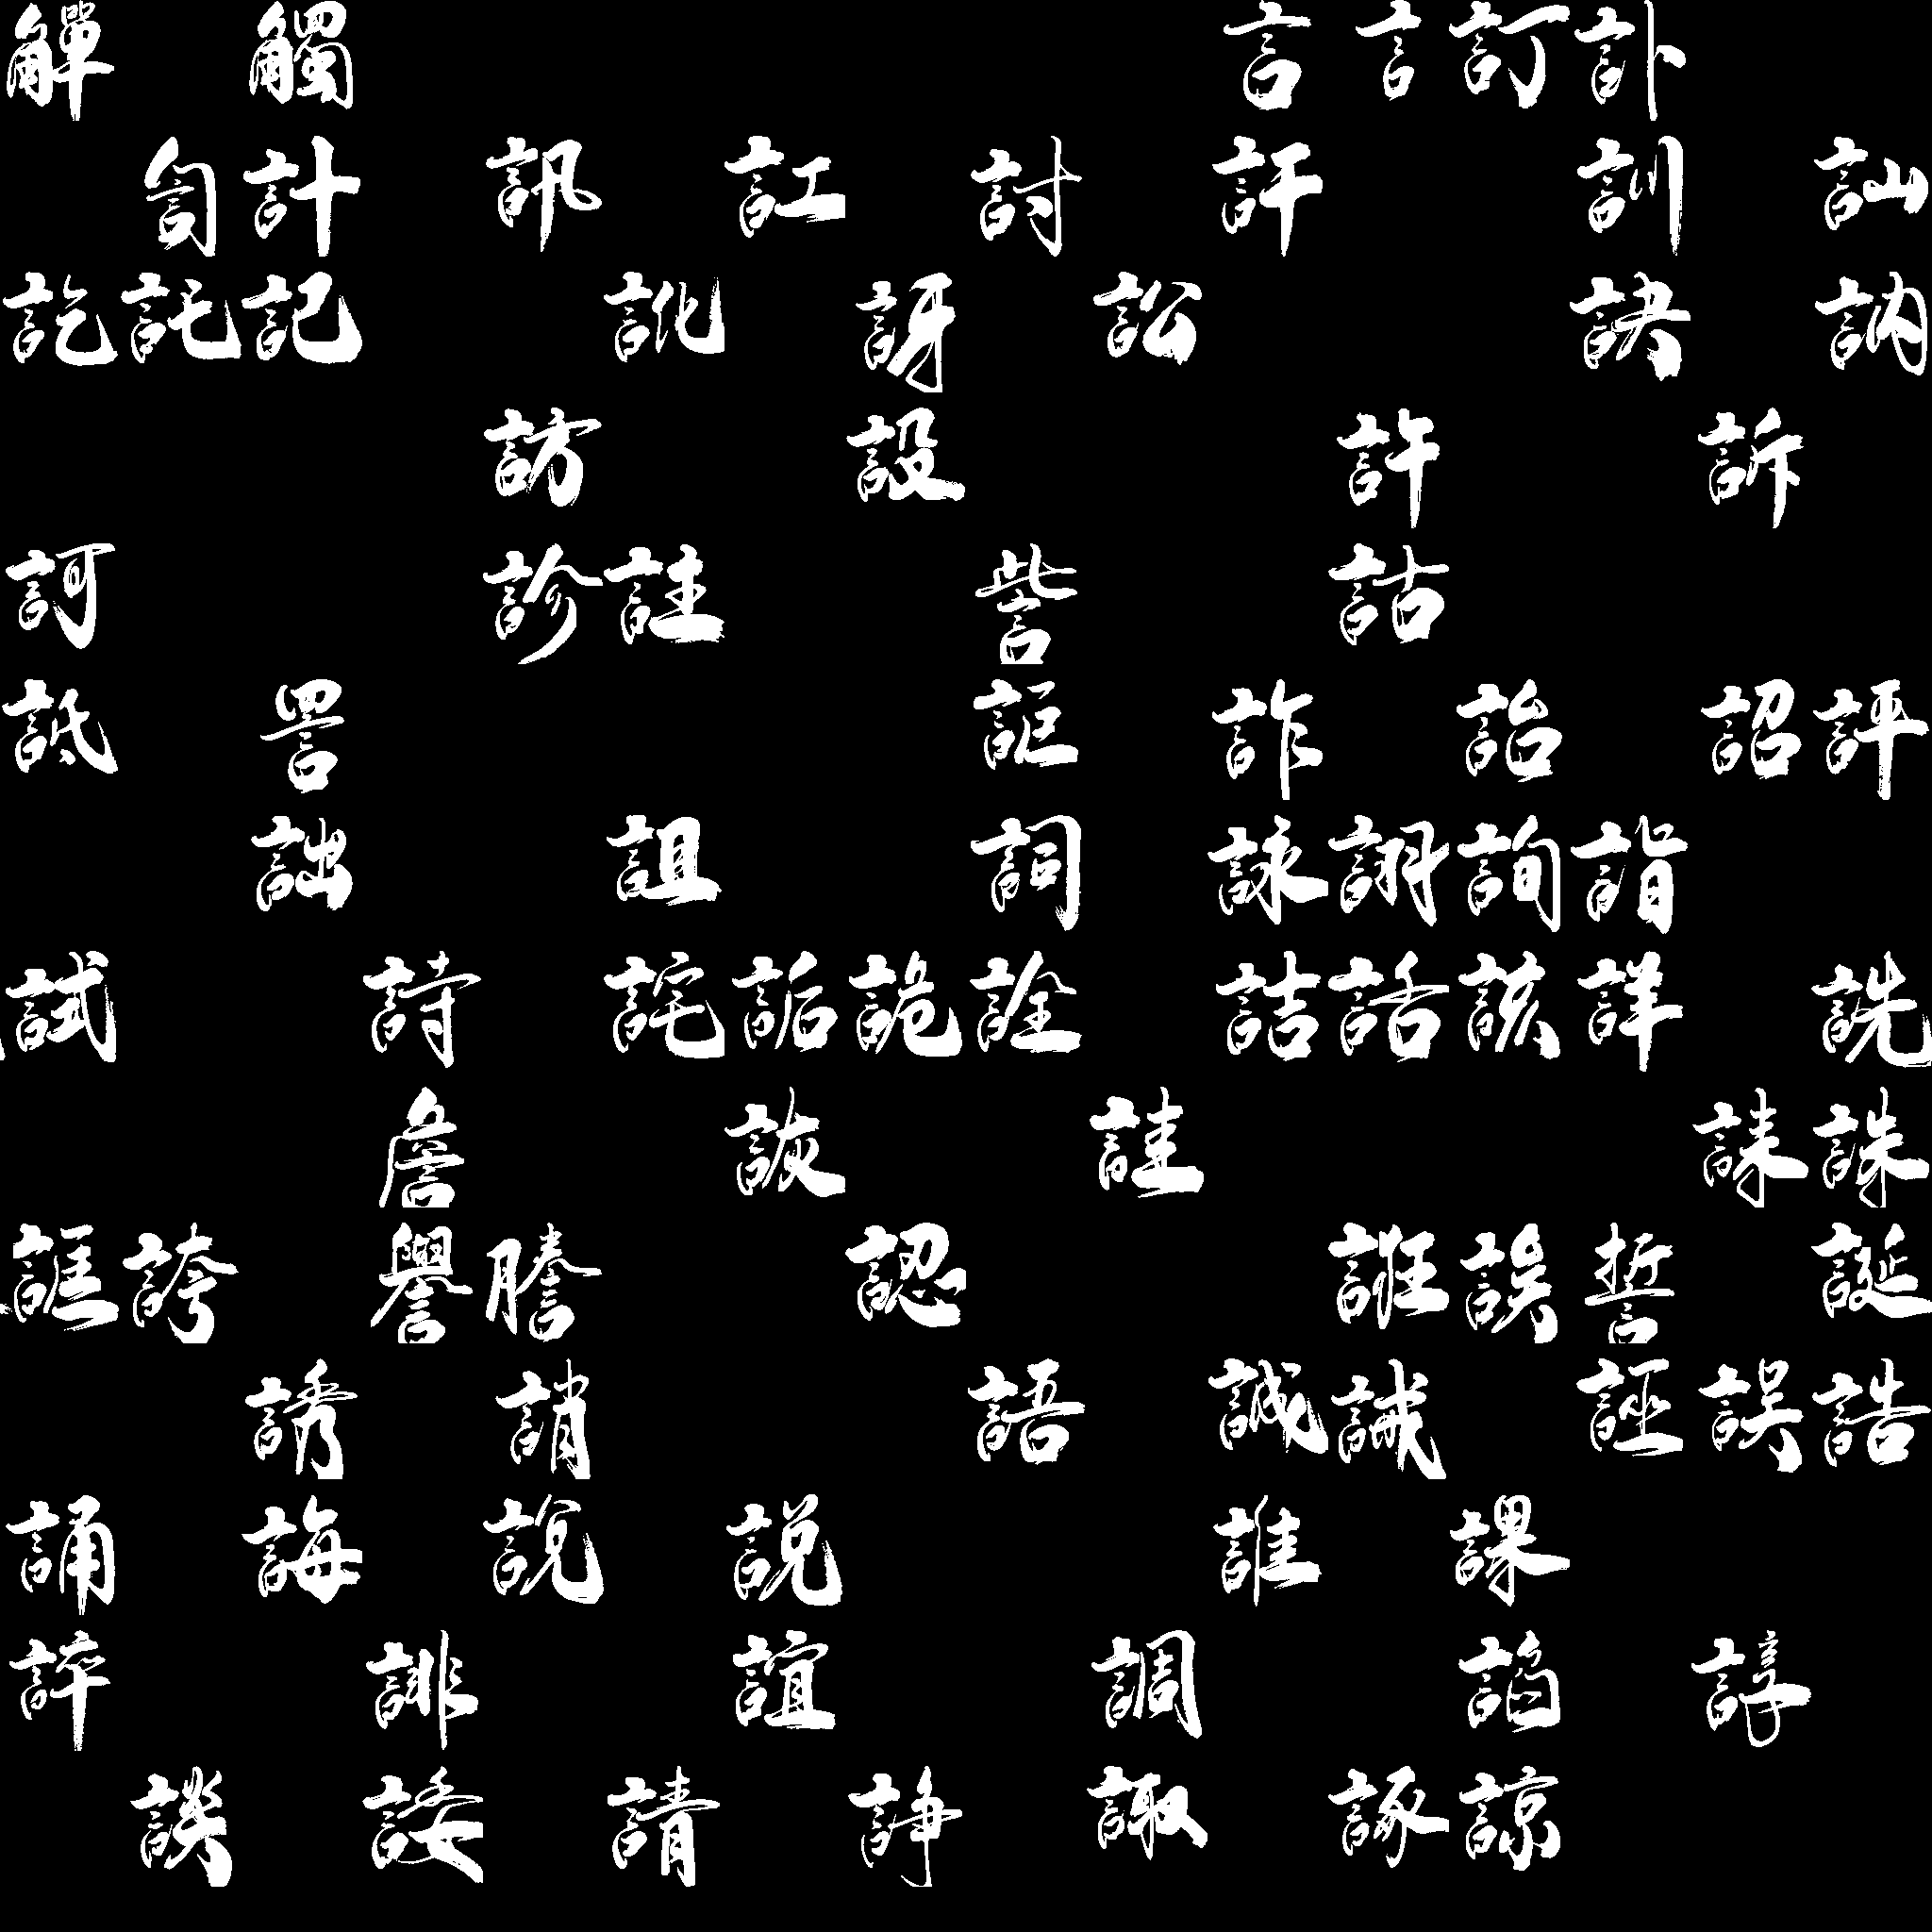 觶 觸 言 訁 訂 訃
訇 計 訊 訌 討 訐 訓 訕
訖 託 記 訛 訝 訟 訣 訥
訪 設 許 訴
訶 診 註 訾 詁
詆 詈 詎 詐 詒 詔 評
詘 詛 詞 詠 詡 詢 詣
試 詩 詫 詬 詭 詮 詰 話 該 詳 詵
詹 詼 詿 誄 誅
誆 誇 譽 謄 認 誑 誒 誓 誕
誘 誚 語 誠 誡 誣 誤 誥
誦 誨 說 説 誰 課
誶 誹 誼 調 諂 諄
談 諉 請 諍 諏 諑 諒